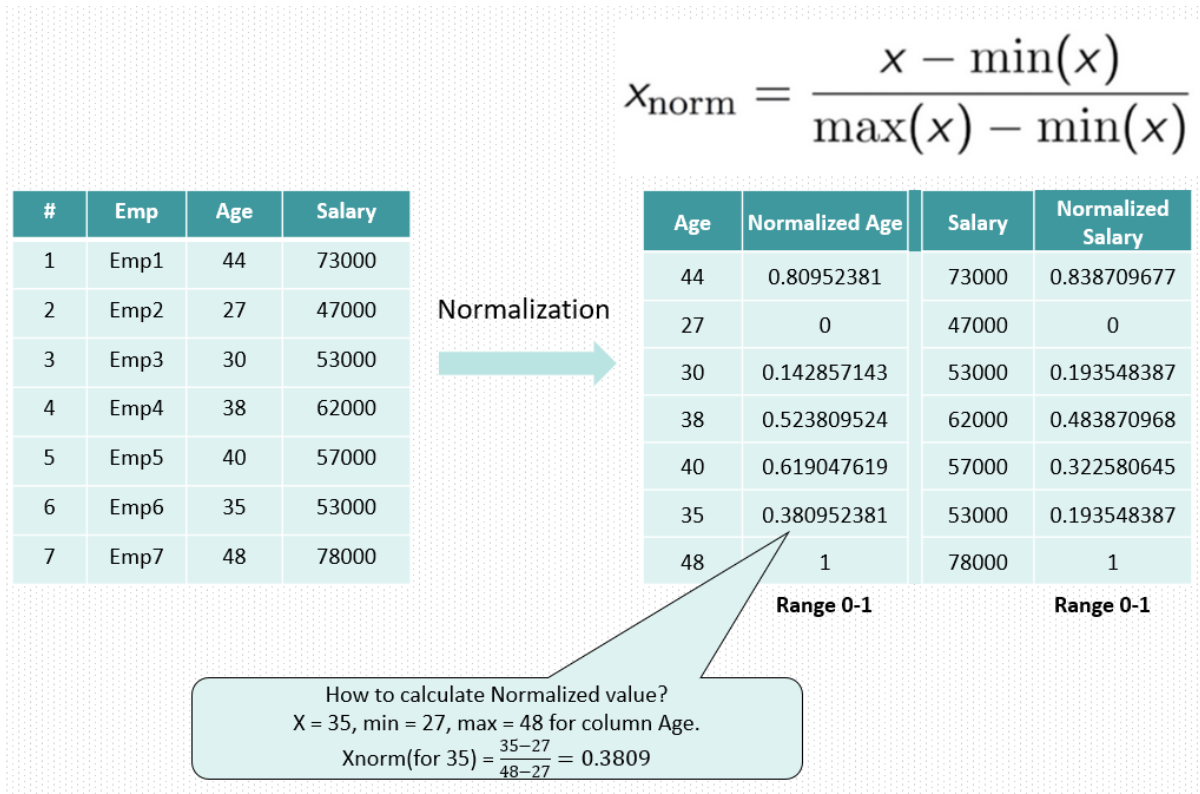 xnorm = x − min(x) / max(x) − min(x)
# Emp Age Salary
1 Emp1 44 73000
2 Emp2 27 47000
3 Emp3 30 53000
4 Emp4 38 62000
5 Emp5 40 57000
6 Emp6 35 53000
7 Emp7 48 78000
Normalization
Age Normalized Age Salary Normalized
Salary
44 0.80952381 73000 0.838709677
27 0 47000 0
30 0.142857143 53000 0.193548387
38 0.523809524 62000 0.483870968
40 0.619047619 57000 0.322580645
35 0.380952381 53000 0.193548387
48 1 78000 1
Range 0-1 Range 0-1
How to calculate Normalized value?
X = 35, min = 27, max = 48 for column Age.
Xnorm(for 35) = 35−27 / 48−27 = 0.3809